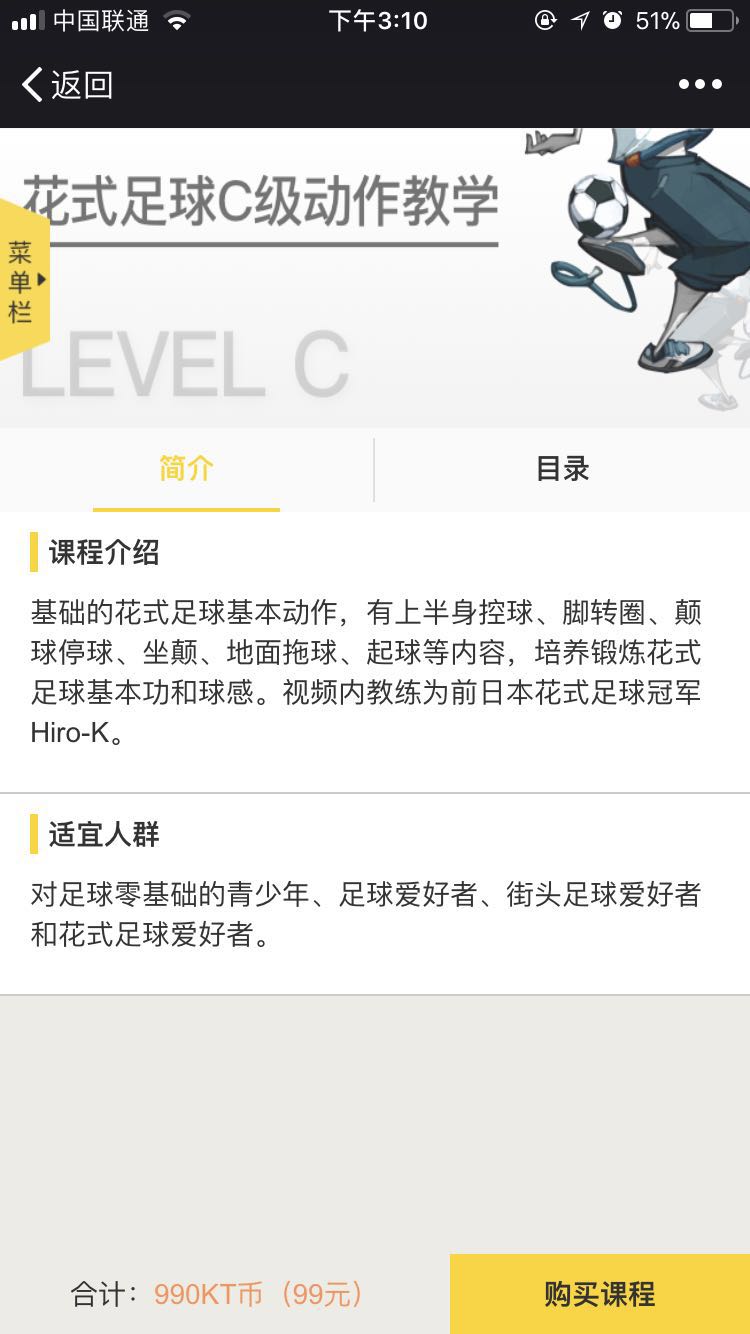 中国联通
下午3:10
51%
返回
花式足球C级动作教学
菜单栏
LEVEL C
简介
目录
课程介绍
基础的花式足球基本动作，有上半身控球、脚转圈、颠
球停球、坐颠、地面拖球、起球等内容，培养锻炼花式
足球基本功和球感。视频内教练为前日本花式足球冠军
Hiro-K。
适宜人群
对足球零基础的青少年、足球爱好者、街头足球爱好者
和花式足球爱好者。
合计：990KT币（99元）
购买课程